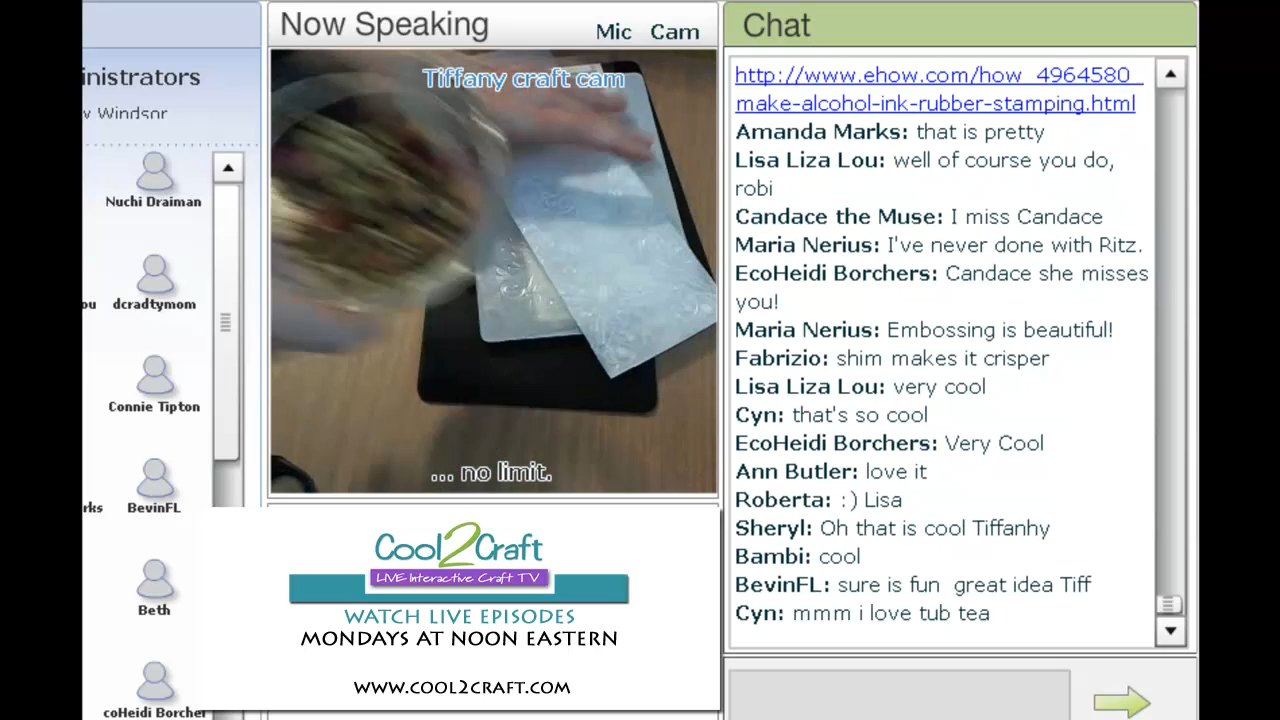 inistrators
w Windsor
Nuchi Draiman
ou dcradtymom
Connie Tipton
rks BevinFL
Beth
coHeidi Borcher
Now Speaking Mic Cam
Tiffany craft cam
... no limit.
Cool2Craft
LIVE Interactive Craft TV
WATCH LIVE EPISODES
MONDAYS AT NOON EASTERN
WWW.COOL2CRAFT.COM
Chat
http://www.ehow.com/how_4964580_
make-alcohol-ink-rubber-stamping.html
Amanda Marks: that is pretty
Lisa Liza Lou: well of course you do,
robi
Candace the Muse: I miss Candace
Maria Nerius: I've never done with Ritz.
EcoHeidi Borchers: Candace she misses
you!
Maria Nerius: Embossing is beautiful!
Fabrizio: shim makes it crisper
Lisa Liza Lou: very cool
Cyn: that's so cool
EcoHeidi Borchers: Very Cool
Ann Butler: love it
Roberta: :) Lisa
Sheryl: Oh that is cool Tiffanhy
Bambi: cool
BevinFL: sure is fun great idea Tiff
Cyn: mmm i love tub tea